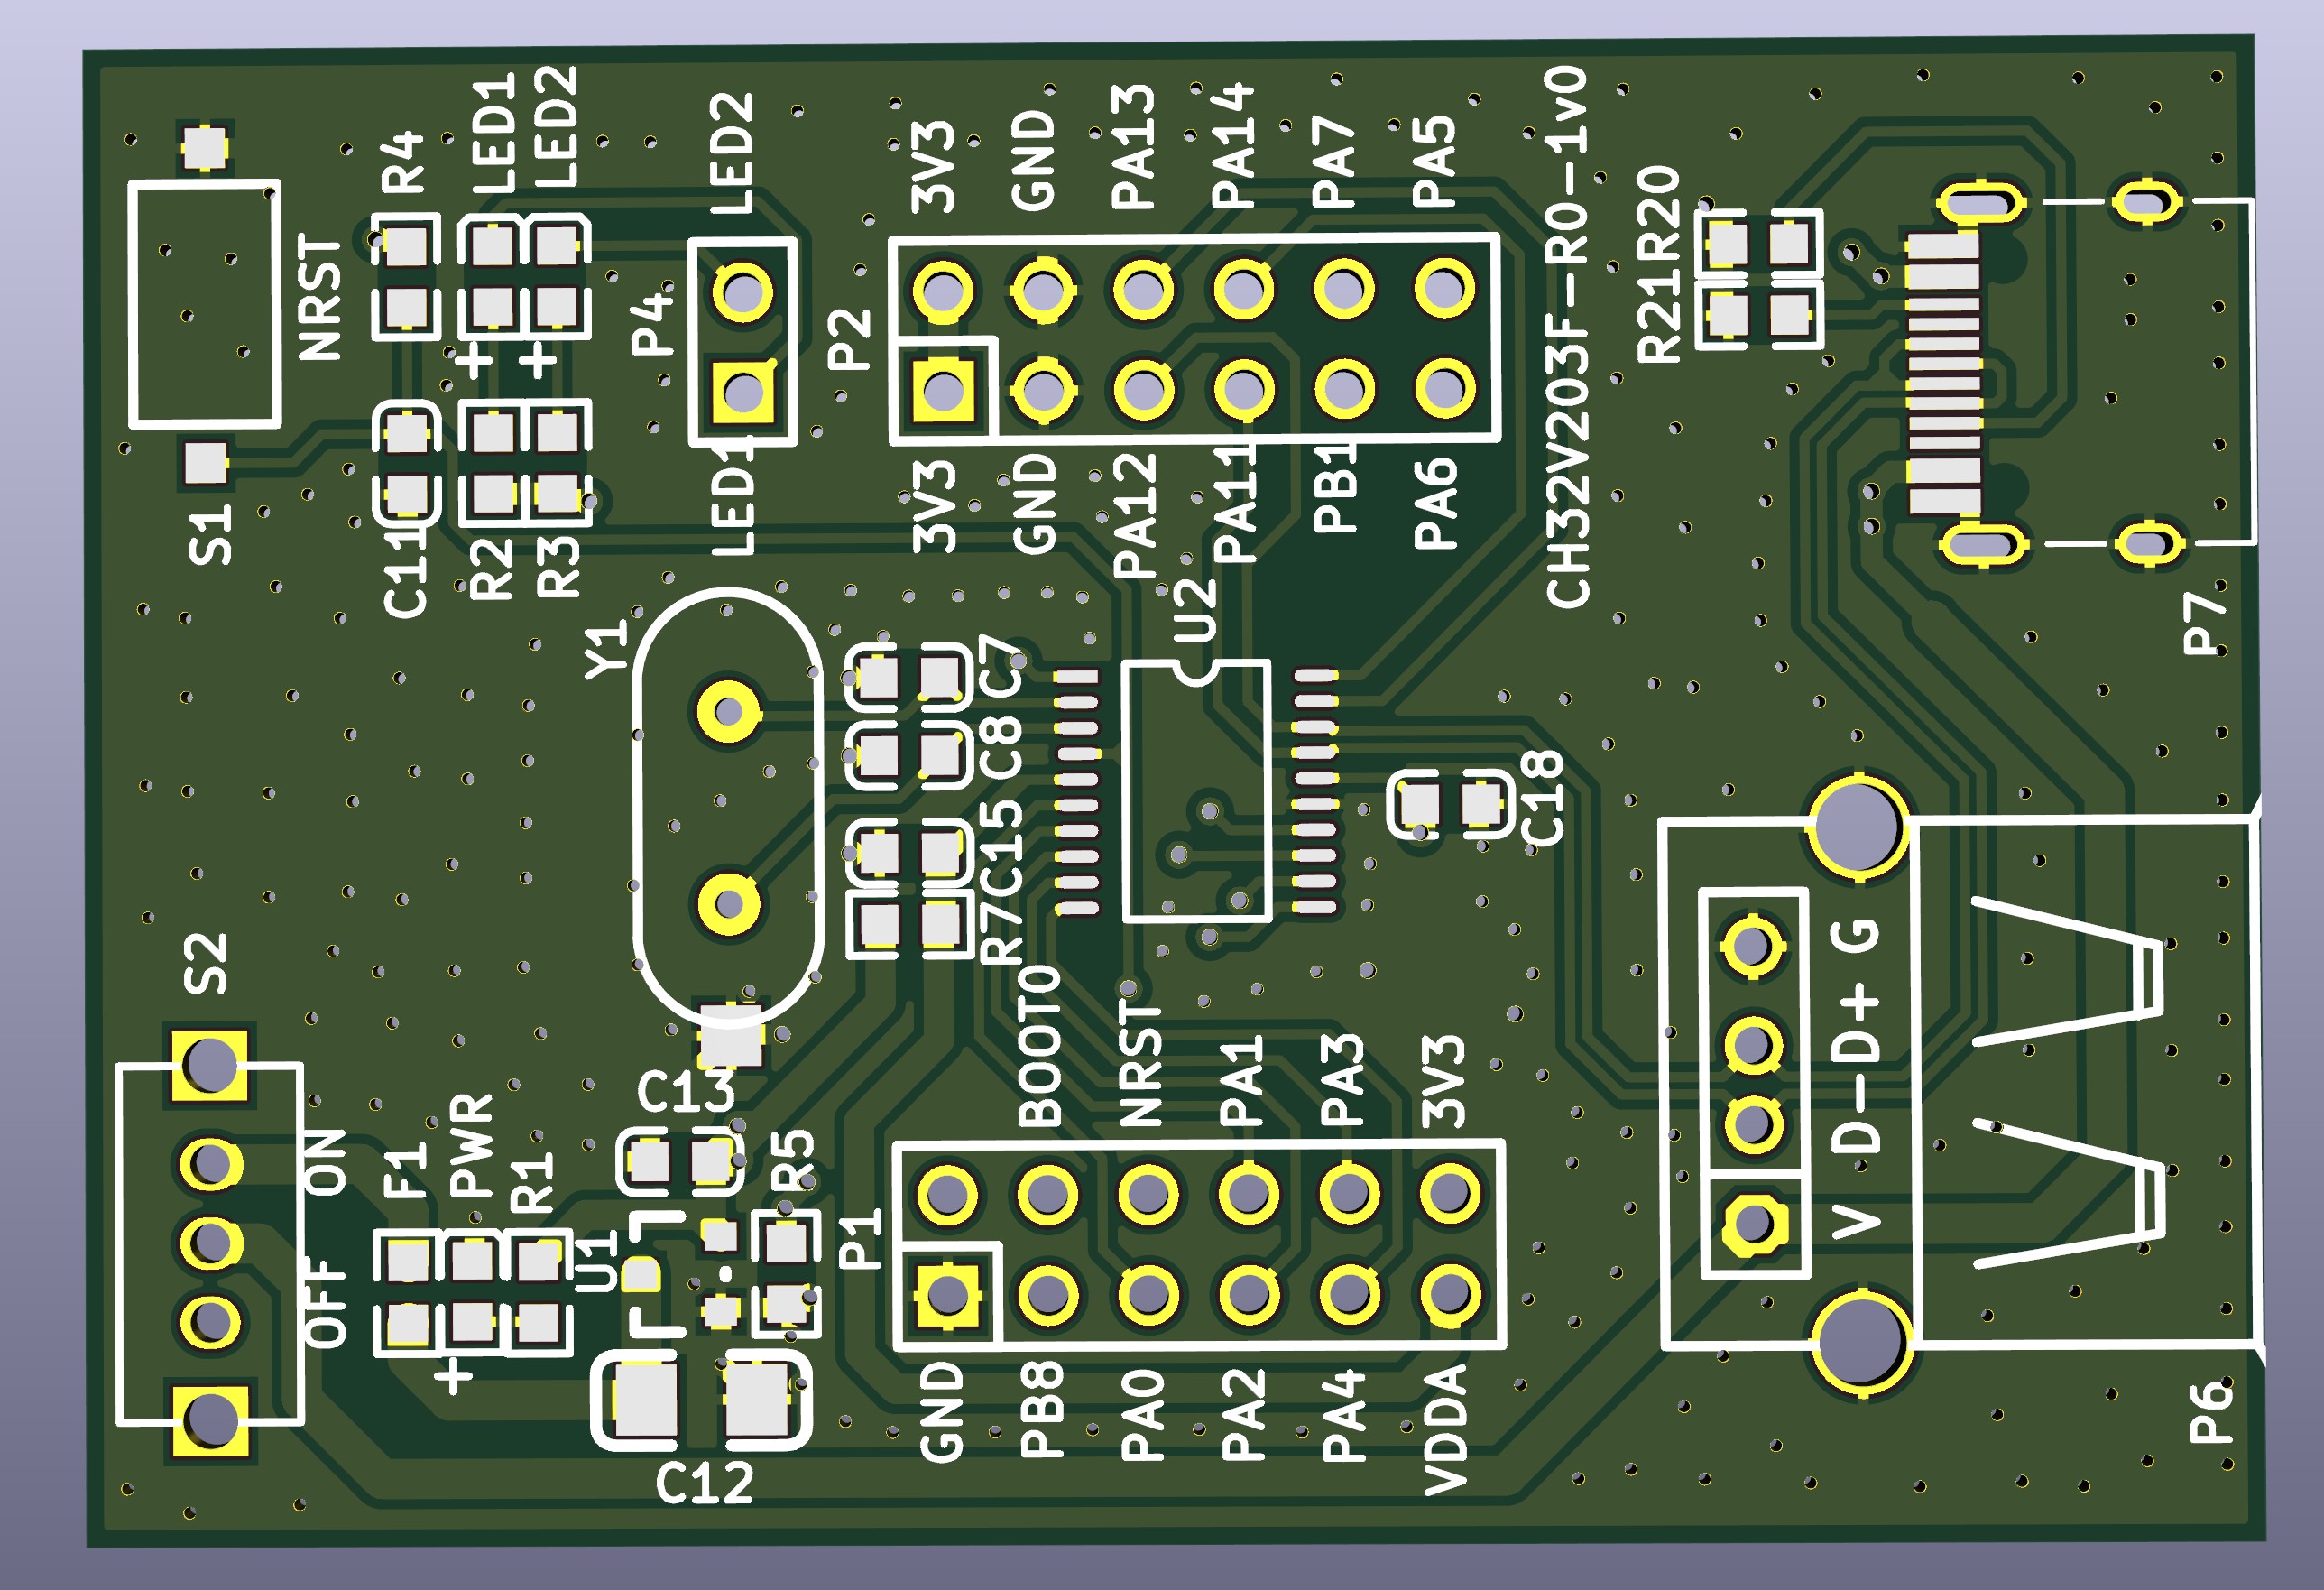 R4
LED1
LED2
LED2
3V3
GND
PA13
PA14
PA7
PA5
CH32V203F-R0-1v0
R20
R21
NRST
P4
P2
+
+
S1
C11
R2
R3
LED1
3V3
GND
PA12
PA11
PB1
PA6
P7
Y1
U2
C7
C8
C15
R7
C18
S2
G
D+
D-
V
BOOT0
NRST
PA1
PA3
3V3
C13
ON
OFF
F1
PWR
R1
R5
U1
P1
+
GND
PB8
PA0
PA2
PA4
VDDA
C12
P6